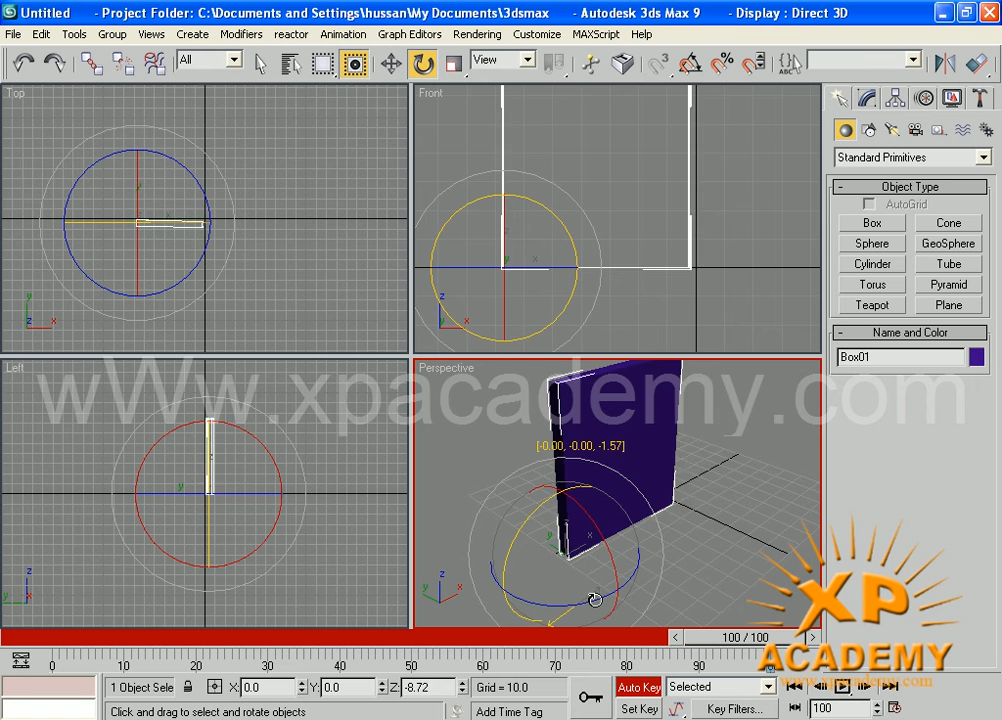 Untitled - Project Folder: C:\Documents and Settings\hussan\My Documents\3dsmax - Autodesk 3ds Max 9 - Display : Direct 3D
File Edit Tools Group Views Create Modifiers reactor Animation Graph Editors Rendering Customize MAXScript Help
All View ABC
Top Front
Standard Primitives
- Object Type
AutoGrid
Box Cone
Sphere GeoSphere
Cylinder Tube
Torus Pyramid
Teapot Plane
- Name and Color
Box01
y
x
z
y
z
x
y x
z
x
y
Left Perspective
wWw.xpacademy.com
[-0.00, -0.00, -1.57]
z
y
z
y
x
y
z
x
y
XP
ACADEMY
www.xpacademy.com
< 100 / 100 >
0 10 20 30 40 50 60 70 80 90
1 Object Sele X: 0.0 Y: 0.0 Z: -8.72 Grid = 10.0 Auto Key Selected
Click and drag to select and rotate objects Add Time Tag Set Key Key Filters... 100